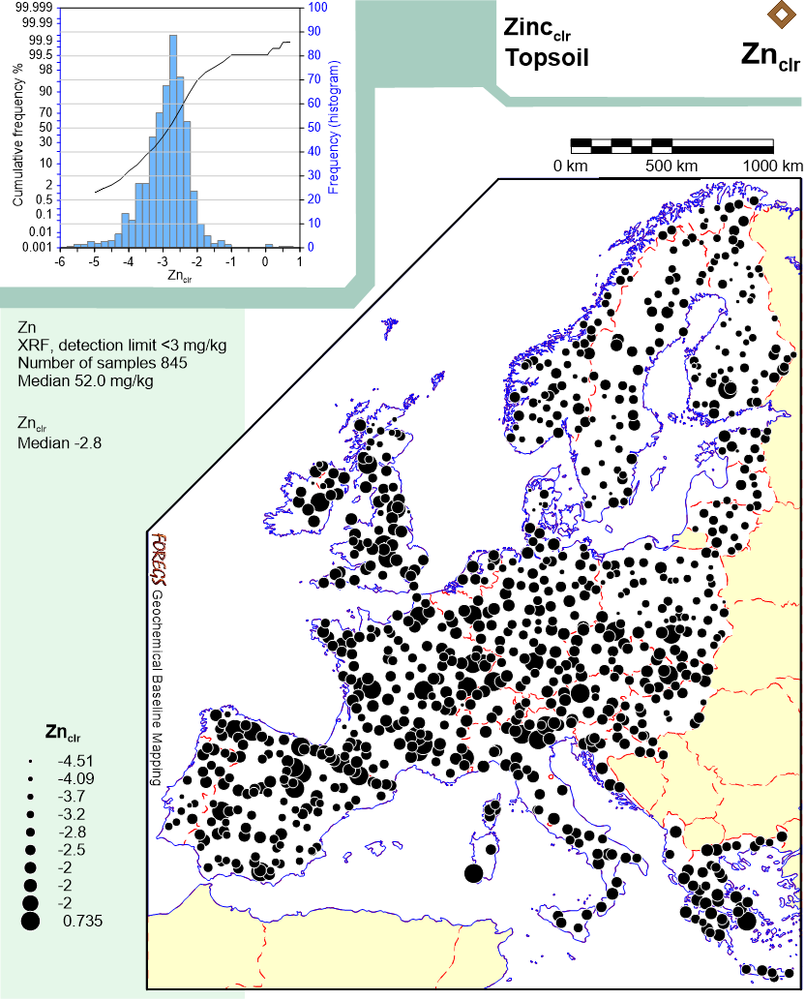 99.999
99.99
99.9
99.5
98
90
70
50
30
10
2
0.5
0.1
0.01
0.001
Cumulative frequency %
100
90
80
70
60
50
40
30
20
10
0
Frequency (histogram)
-6 -5 -4 -3 -2 -1 0 1
Zn clr
Zinc clr
Topsoil
Zn clr
0 km 500 km 1000 km
Zn
XRF, detection limit <3 mg/kg
Number of samples 845
Median 52.0 mg/kg
Zn clr
Median -2.8
FOREGS Geochemical Baseline Mapping
Zn clr
-4.51
-4.09
-3.7
-3.2
-2.8
-2.5
-2
-2
-2
0.735